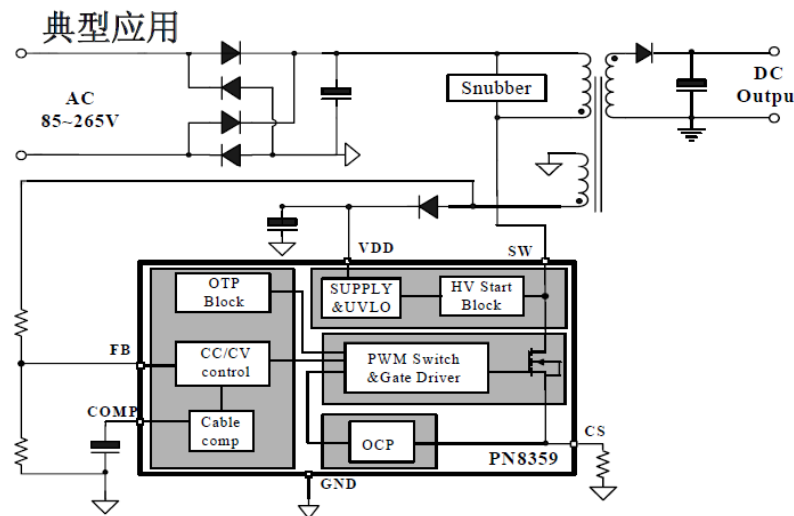 典型应用
AC
85~265V
Snubber
DC
Outpu
VDD
SW
OTP
Block
SUPPLY
&UVLO
HV Start
Block
FB
CC/CV
control
PWM Switch
&Gate Driver
COMP
Cable
comp
OCP
CS
PN8359
GND